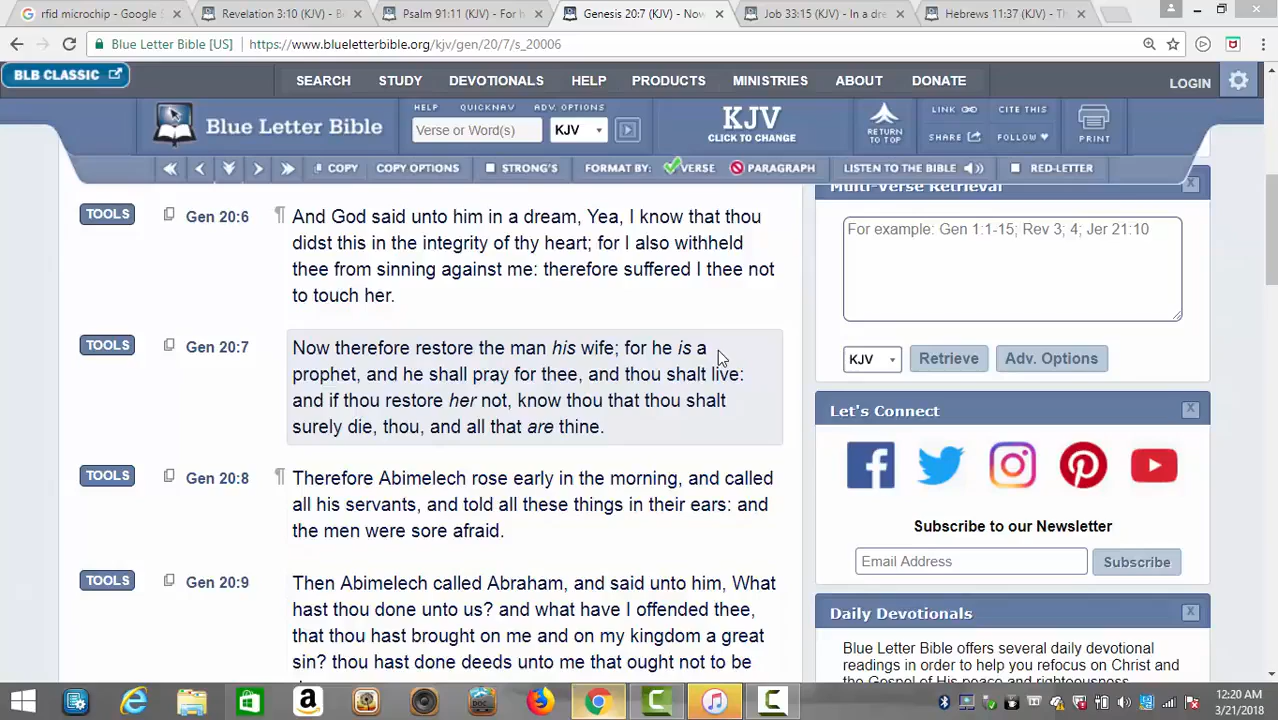 rfid microchip - Google S
Revelation 3:10 (KJV) - B
Psalm 91:11 (KJV) - For h
Genesis 20:7 (KJV) - Now
Job 33:15 (KJV) - In a dre
Hebrews 11:37 (KJV) - Th
Blue Letter Bible [US]
https://www.blueletterbible.org/kjv/gen/20/7/s_20006
BLB CLASSIC
SEARCH STUDY DEVOTIONALS HELP PRODUCTS MINISTRIES ABOUT DONATE
LOGIN
Blue Letter Bible
HELP QUICKNAV ADV. OPTIONS
Verse or Word(s)
KJV
KJV
CLICK TO CHANGE
RETURN
TO TOP
LINK
CITE THIS
SHARE
FOLLOW
PRINT
COPY COPY OPTIONS STRONG'S FORMAT BY: VERSE PARAGRAPH LISTEN TO THE BIBLE RED-LETTER
TOOLS
Gen 20:6
¶ And God said unto him in a dream, Yea, I know that thou
didst this in the integrity of thy heart; for I also withheld
thee from sinning against me: therefore suffered I thee not
to touch her.
TOOLS
Gen 20:7
Now therefore restore the man his wife; for he is a
prophet, and he shall pray for thee, and thou shalt live:
and if thou restore her not, know thou that thou shalt
surely die, thou, and all that are thine.
TOOLS
Gen 20:8
¶ Therefore Abimelech rose early in the morning, and called
all his servants, and told all these things in their ears: and
the men were sore afraid.
TOOLS
Gen 20:9
Then Abimelech called Abraham, and said unto him, What
hast thou done unto us? and what have I offended thee,
that thou hast brought on me and on my kingdom a great
sin? thou hast done deeds unto me that ought not to be
Multi-Verse Retrieval
For example: Gen 1:1-15; Rev 3; 4; Jer 21:10
KJV
Retrieve
Adv. Options
Let's Connect
Subscribe to our Newsletter
Email Address
Subscribe
Daily Devotionals
Blue Letter Bible offers several daily devotional
readings in order to help you refocus on Christ and
the Gospel of His peace and righteousness.
12:20 AM
3/21/2018